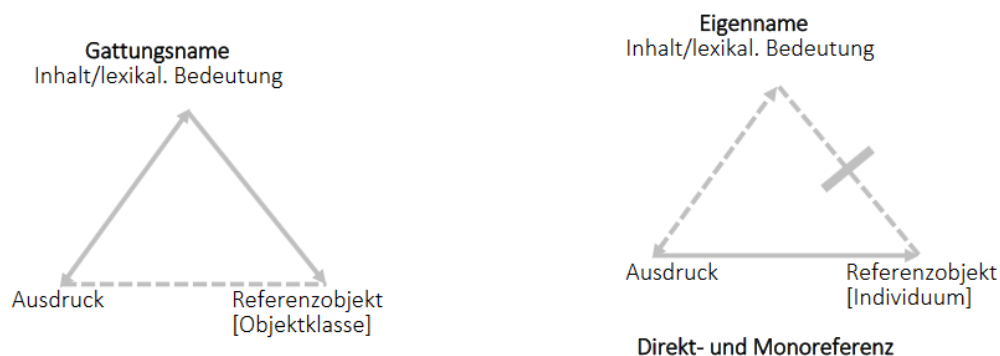 Gattungsname
Inhalt/lexikal. Bedeutung
Ausdruck
Referenzobjekt
[Objektklasse]
Eigenname
Inhalt/lexikal. Bedeutung
Ausdruck
Referenzobjekt
[Individuum]
Direkt- und Monoreferenz